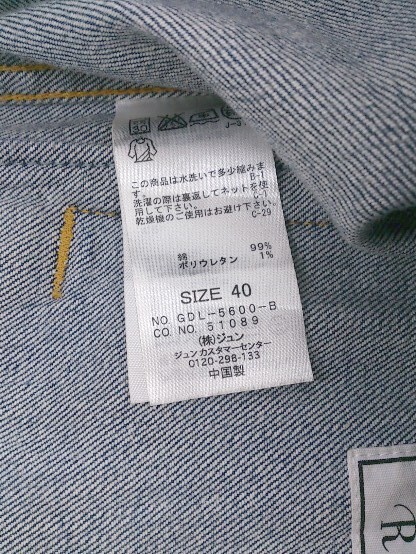 この商品は水洗いで多少縮みま
す。 B-1
洗濯の際は裏返してネットを使
用して下さい。 C-1
乾燥機のご使用はお避け下さい。
C-29
綿 99%
ポリウレタン 1%
SIZE 40
NO. GDL-5600-B
CO. NO. 51089
(株)ジュン
ジュンカスタマーセンター
0120-298-133
中国製
R